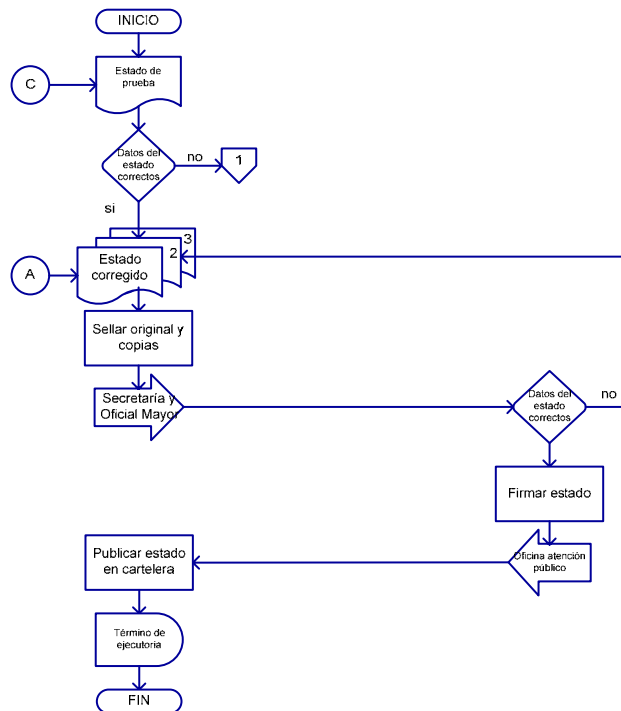 INICIO
Estado de
prueba
C
Datos del
estado
correctos
no
1
si
3
2
Estado
corregido
A
Sellar original y
copias
Secretaría y
Oficial Mayor
Datos del
estado
correctos
no
Firmar estado
Oficina atención
público
Publicar estado
en cartelera
Término de
ejecutoria
FIN